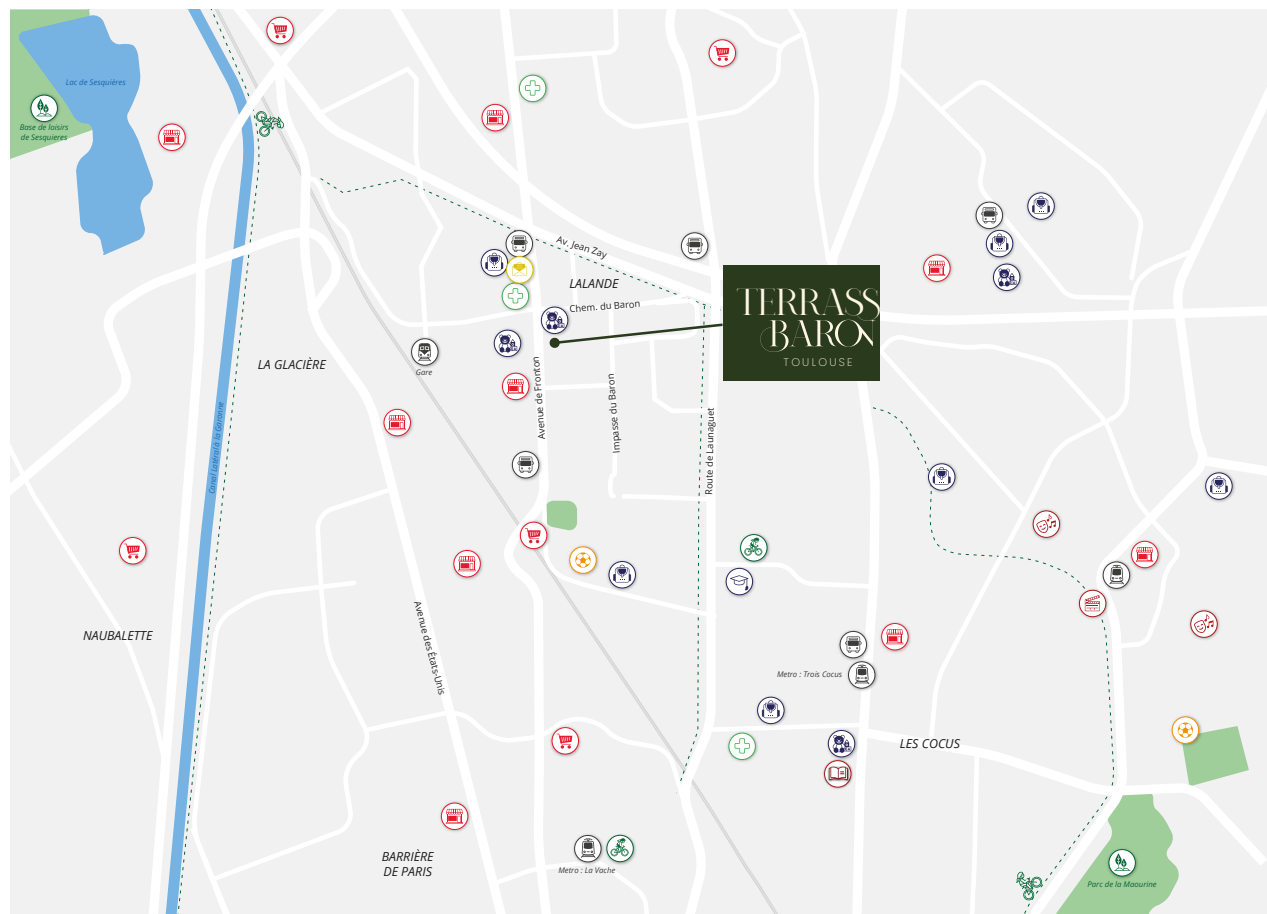 Lac de Sesquières
Base de loisirs
de Sesquieres
Av. Jean Zay
LALANDE
Chem. du Baron
TERRASS
BARON
TOULOUSE
LA GLACIÈRE
Gare
Avenue de Fronton
Impasse du Baron
Route de Launaguet
Canal Latéral à la Garonne
NAUBALETTE
Avenue des États-Unis
Metro : Trois Cocus
LES COCUS
BARRIÈRE
DE PARIS
Metro : La Vache
Parc de la Maourine